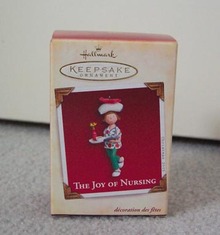 Hallmark
KEEPSAKE
ORNAMENT
THE JOY OF NURSING
décoration des fêtes